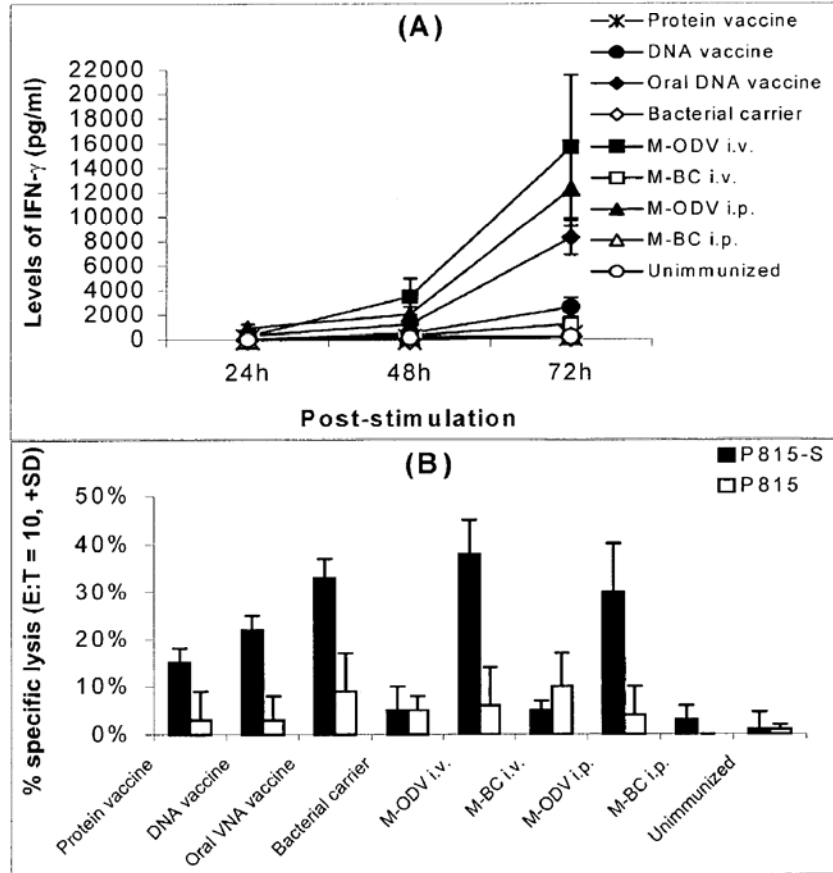 (A)
Levels of IFN-γ (pg/ml)
22000
20000
18000
16000
14000
12000
10000
8000
6000
4000
2000
0
24h 48h 72h
Post-stimulation
Protein vaccine
DNA vaccine
Oral DNA vaccine
Bacterial carrier
M-ODV i.v.
M-BC i.v.
M-ODV i.p.
M-BC i.p.
Unimmunized
(B)
P815-S
P815
% specific lysis (E:T = 10, +SD)
50%
40%
30%
20%
10%
0%
Protein vaccine
DNA vaccine
Oral VNA vaccine
Bacterial carrier
M-ODV i.v.
M-BC i.v.
M-ODV i.p.
M-BC i.p.
Unimmunized